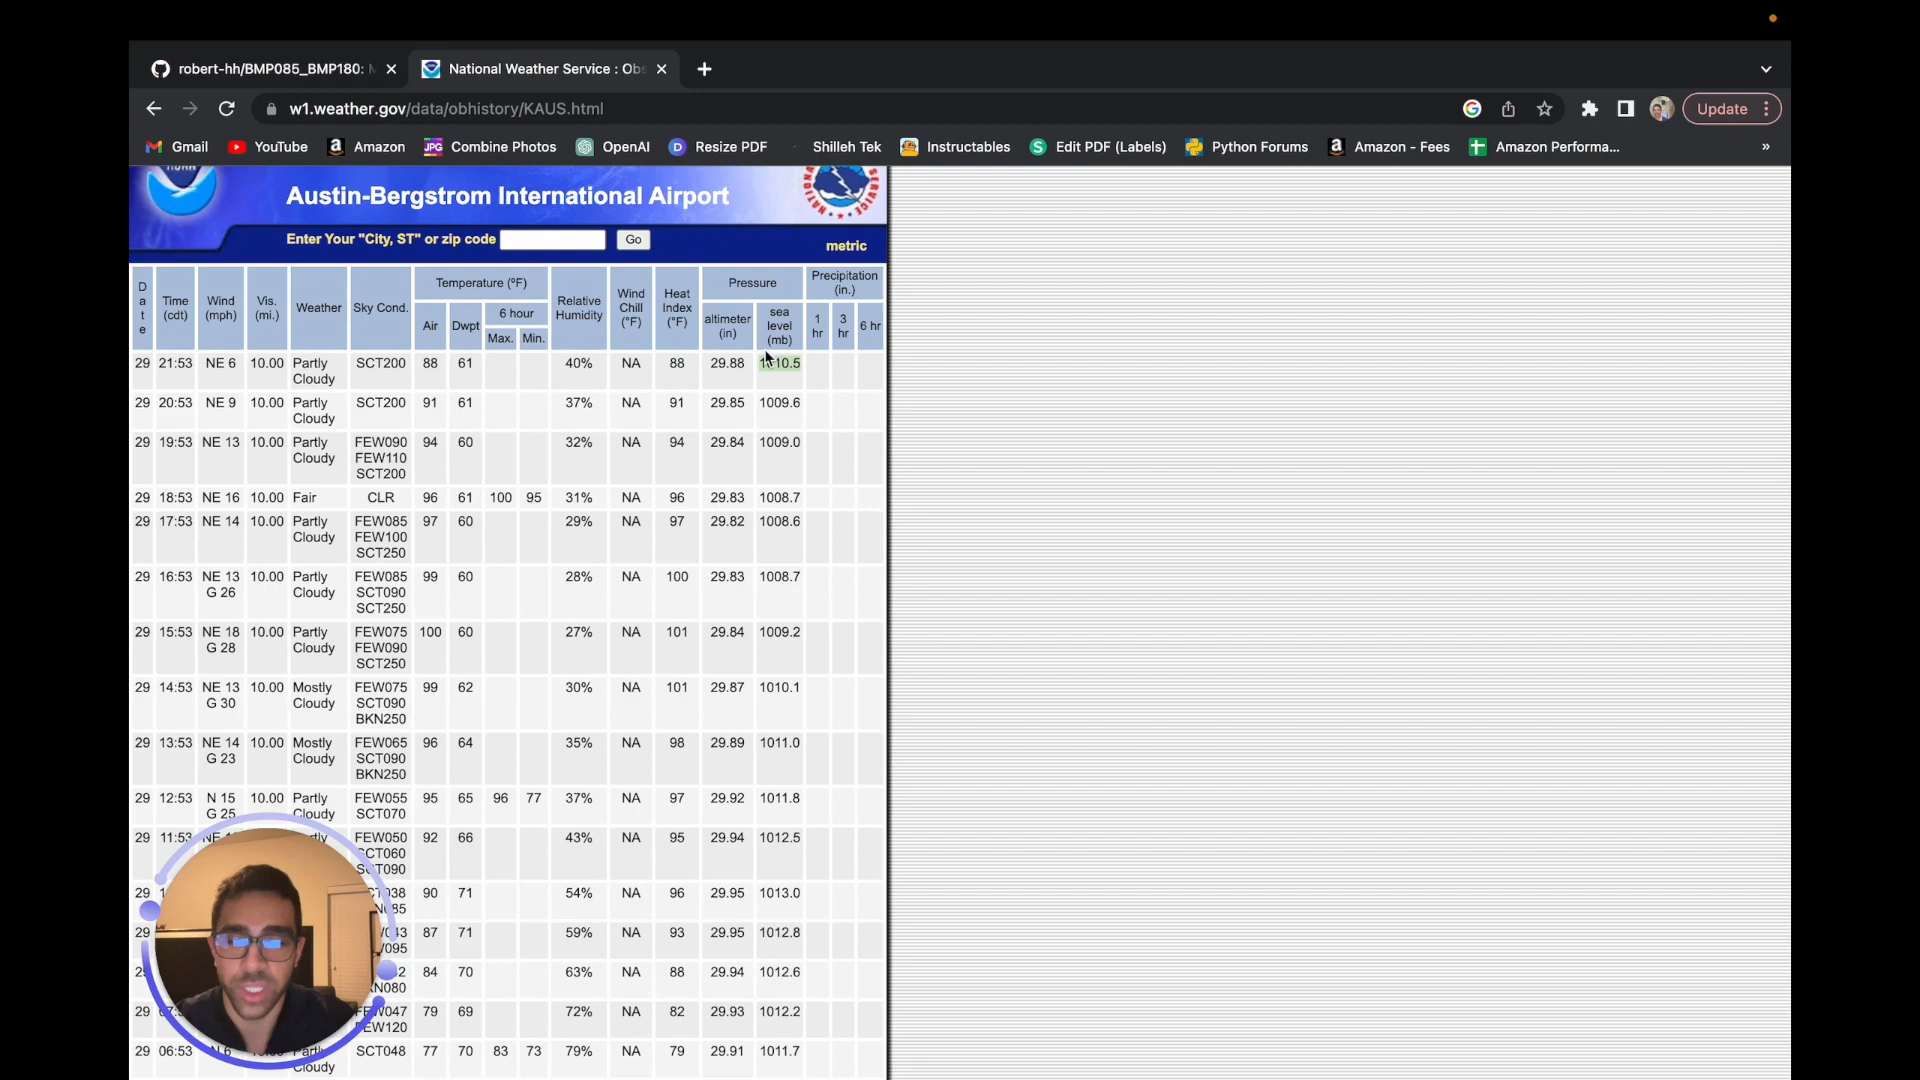 robert-hh/BMP085_BMP180: M
National Weather Service : Obs
w1.weather.gov/data/obhistory/KAUS.html
Update
Gmail YouTube Amazon JPG Combine Photos OpenAI D Resize PDF Shilleh Tek Instructables S Edit PDF (Labels) Python Forums Amazon - Fees Amazon Performa... »
Austin-Bergstrom International Airport
Enter Your "City, ST" or zip code Go
metric
Date Time (cdt) Wind (mph) Vis. (mi.) Weather Sky Cond. Temperature (ºF) Relative Humidity Wind Chill (°F) Heat Index (°F) Pressure Precipitation (in.)
Air Dwpt 6 hour altimeter (in) sea level (mb) 1 hr 3 hr 6 hr
Max. Min.
29 21:53 NE 6 10.00 Partly Cloudy SCT200 88 61 40% NA 88 29.88 1010.5
29 20:53 NE 9 10.00 Partly Cloudy SCT200 91 61 37% NA 91 29.85 1009.6
29 19:53 NE 13 10.00 Partly Cloudy FEW090 FEW110 SCT200 94 60 32% NA 94 29.84 1009.0
29 18:53 NE 16 10.00 Fair CLR 96 61 100 95 31% NA 96 29.83 1008.7
29 17:53 NE 14 10.00 Partly Cloudy FEW085 FEW100 SCT250 97 60 29% NA 97 29.82 1008.6
29 16:53 NE 13 G 26 10.00 Partly Cloudy FEW085 SCT090 SCT250 99 60 28% NA 100 29.83 1008.7
29 15:53 NE 18 G 28 10.00 Partly Cloudy FEW075 FEW090 SCT250 100 60 27% NA 101 29.84 1009.2
29 14:53 NE 13 G 30 10.00 Mostly Cloudy FEW075 SCT090 BKN250 99 62 30% NA 101 29.87 1010.1
29 13:53 NE 14 G 23 10.00 Mostly Cloudy FEW065 SCT090 BKN250 96 64 35% NA 98 29.89 1011.0
29 12:53 N 15 G 25 10.00 Partly Cloudy FEW055 SCT070 95 65 96 77 37% NA 97 29.92 1011.8
29 11:53 FEW050 SCT060 SCT090 92 66 43% NA 95 29.94 1012.5
29 90 71 54% NA 96 29.95 1013.0
29 87 71 59% NA 93 29.95 1012.8
84 70 63% NA 88 29.94 1012.6
29 FEW047 FEW120 79 69 72% NA 82 29.93 1012.2
29 06:53 N 6 Partly Cloudy SCT048 77 70 83 73 79% NA 79 29.91 1011.7